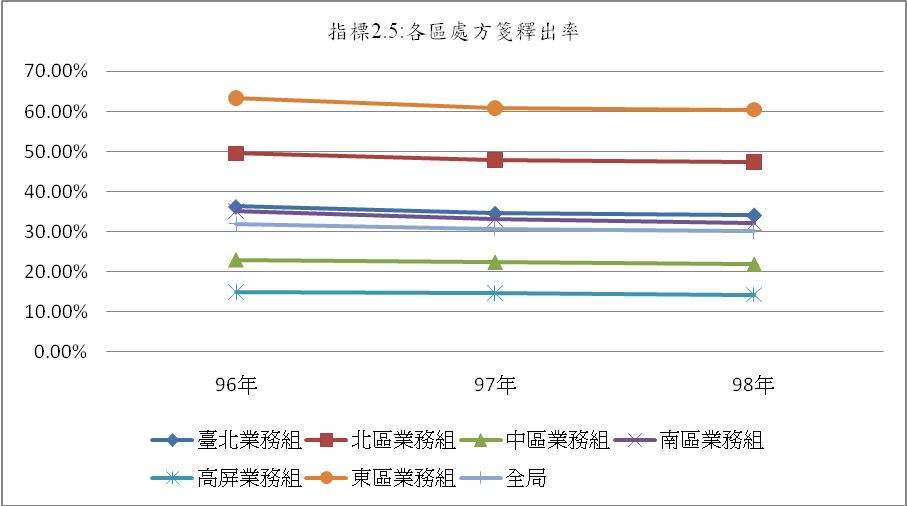 指標2.5:各區處方箋釋出率
70.00%
60.00%
50.00%
40.00%
30.00%
20.00%
10.00%
0.00%
96年 97年 98年
臺北業務組 北區業務組 中區業務組 南區業務組
高屏業務組 東區業務組 全局